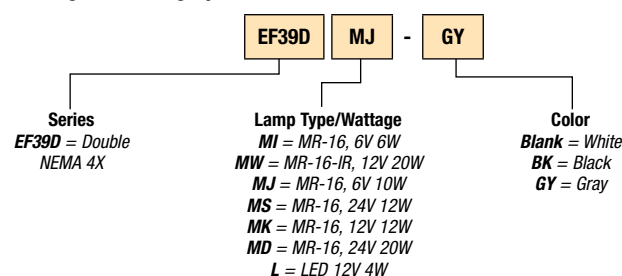 EF39D MJ - GY
Series
EF39D = Double
NEMA 4X
Lamp Type/Wattage
MI = MR-16, 6V 6W
MW = MR-16-IR, 12V 20W
MJ = MR-16, 6V 10W
MS = MR-16, 24V 12W
MK = MR-16, 12V 12W
MD = MR-16, 24V 20W
L = LED 12V 4W
Color
Blank = White
BK = Black
GY = Gray